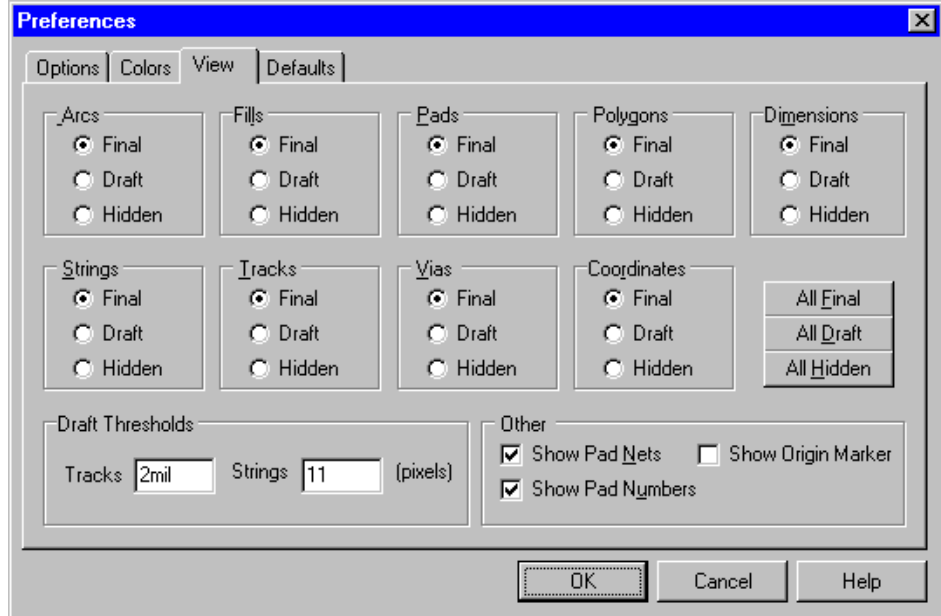 Preferences
Options Colors View Defaults
Arcs Fills Pads Polygons Dimensions
Final Final Final Final Final
Draft Draft Draft Draft Draft
Hidden Hidden Hidden Hidden Hidden
Strings Tracks Vias Coordinates
Final Final Final Final All Final
Draft Draft Draft Draft All Draft
Hidden Hidden Hidden Hidden All Hidden
Draft Thresholds Other
Tracks 2mil Strings 11 (pixels) Show Pad Nets Show Origin Marker
Show Pad Numbers
OK Cancel Help